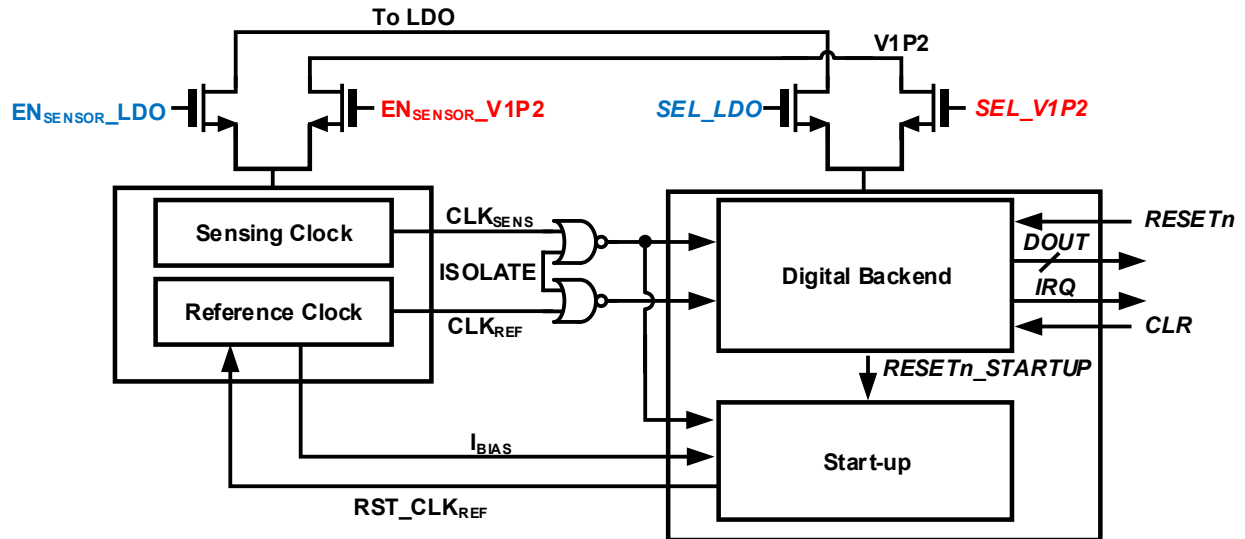 To LDO
V1P2
ENSENSOR_LDO
ENSENSOR_V1P2
SEL_LDO
SEL_V1P2
Sensing Clock
CLKSENS
ISOLATE
Reference Clock
CLKREF
Digital Backend
RESETn
DOUT
IRQ
CLR
RESETn_STARTUP
IBIAS
Start-up
RST_CLKREF